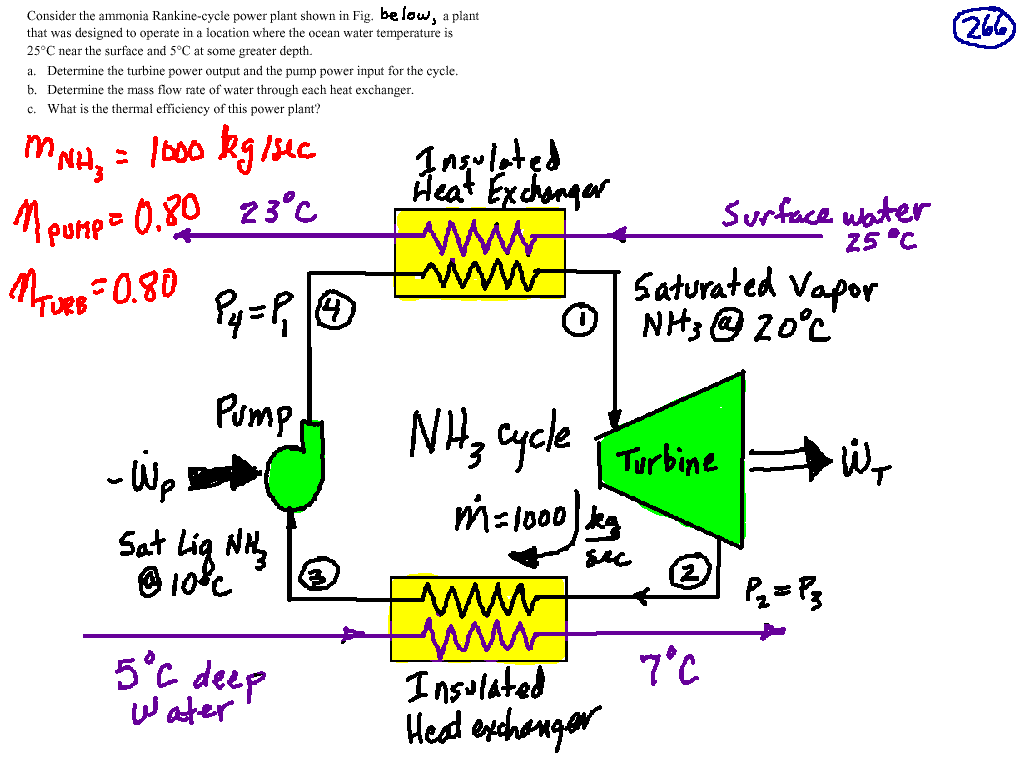 Consider the ammonia Rankine-cycle power plant shown in Fig. below, a plant
that was designed to operate in a location where the ocean water temperature is
25°C near the surface and 5°C at some greater depth.
a. Determine the turbine power output and the pump power input for the cycle.
b. Determine the mass flow rate of water through each heat exchanger.
c. What is the thermal efficiency of this power plant?
266
ṁ NH₃ = 1000 kg/sec
η PUMP = 0.80
η TURB = 0.80
Insulated
Heat Exchanger
23°C
Surface water
25°C
P₄ = P₁
④
①
Saturated Vapor
NH₃ @ 20°C
Pump
NH₃ cycle
Turbine
-Ẇp
ẆT
ṁ = 1000 kg/sec
Sat Liq NH₃
@ 10°C
③
②
P₂ = P₃
5°C deep
water
7°C
Insulated
Heat exchanger